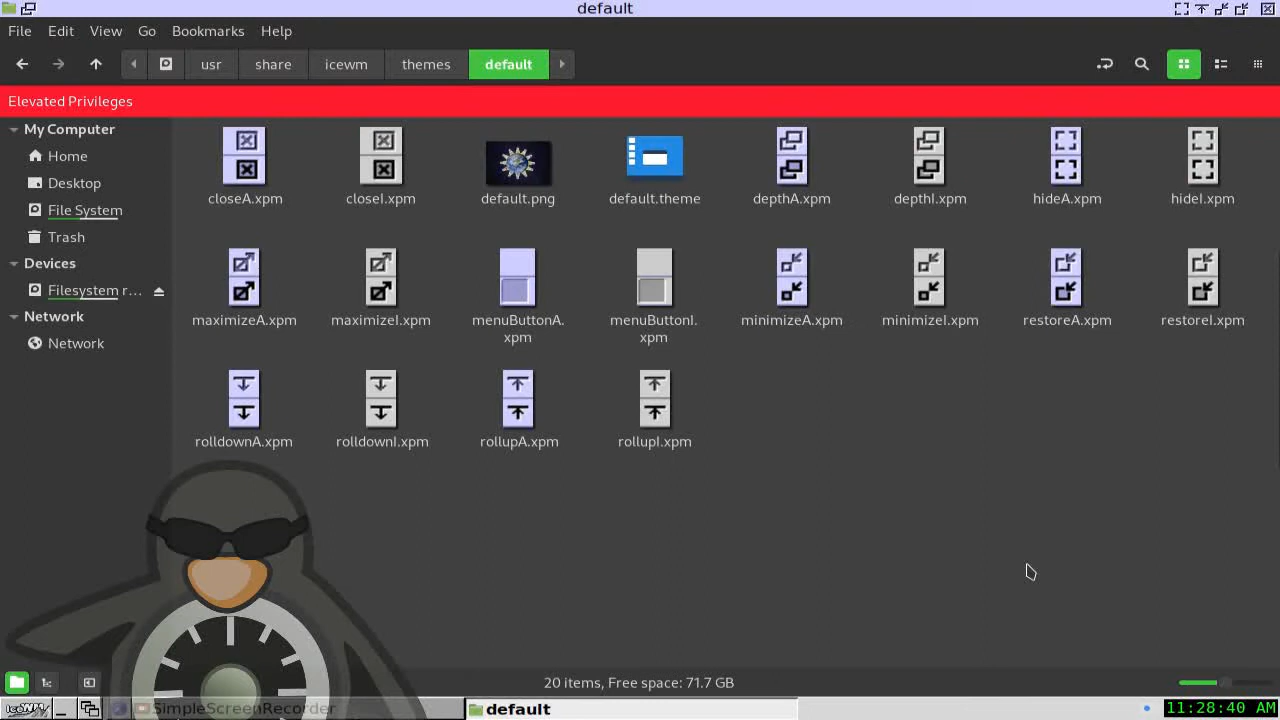 default
File Edit View Go Bookmarks Help
usr share icewm themes default
Elevated Privileges
My Computer
Home
Desktop
File System
Trash
Devices
Filesystem r...
Network
Network
closeA.xpm closeI.xpm default.png default.theme depthA.xpm depthI.xpm hideA.xpm hideI.xpm
maximizeA.xpm maximizeI.xpm menuButtonA.xpm menuButtonI.xpm minimizeA.xpm minimizeI.xpm restoreA.xpm restoreI.xpm
rolldownA.xpm rolldownI.xpm rollupA.xpm rollupI.xpm
20 items, Free space: 71.7 GB
SimpleScreenRecorder default 11:28:40 AM